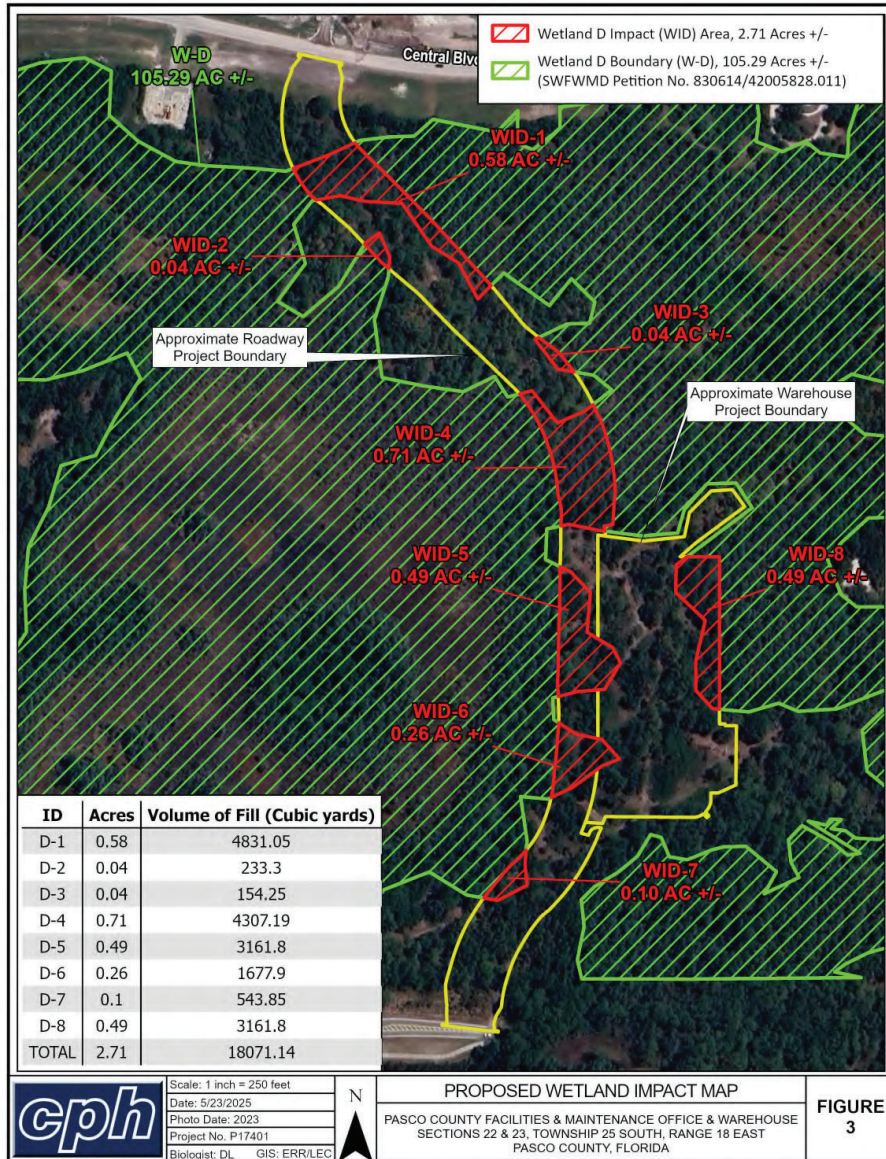 Wetland D Impact (WID) Area, 2.71 Acres +/-
Wetland D Boundary (W-D), 105.29 Acres +/-
(SWFWMD Petition No. 830614/42005828.011)
W-D
105.29 AC +/-
Central Blvd
WID-1
0.58 AC +/-
WID-2
0.04 AC +/-
WID-3
0.04 AC +/-
Approximate Roadway
Project Boundary
Approximate Warehouse
Project Boundary
WID-4
0.71 AC +/-
WID-5
0.49 AC +/-
WID-8
0.49 AC +/-
WID-6
0.26 AC +/-
WID-7
0.10 AC +/-
ID Acres Volume of Fill (Cubic yards)
D-1 0.58 4831.05
D-2 0.04 233.3
D-3 0.04 154.25
D-4 0.71 4307.19
D-5 0.49 3161.8
D-6 0.26 1677.9
D-7 0.1 543.85
D-8 0.49 3161.8
TOTAL 2.71 18071.14
cph
Scale: 1 inch = 250 feet
Date: 5/23/2025
Photo Date: 2023
Project No. P17401
Biologist: DL GIS: ERR/LEC
N
PROPOSED WETLAND IMPACT MAP
PASCO COUNTY FACILITIES & MAINTENANCE OFFICE & WAREHOUSE
SECTIONS 22 & 23, TOWNSHIP 25 SOUTH, RANGE 18 EAST
PASCO COUNTY, FLORIDA
FIGURE
3